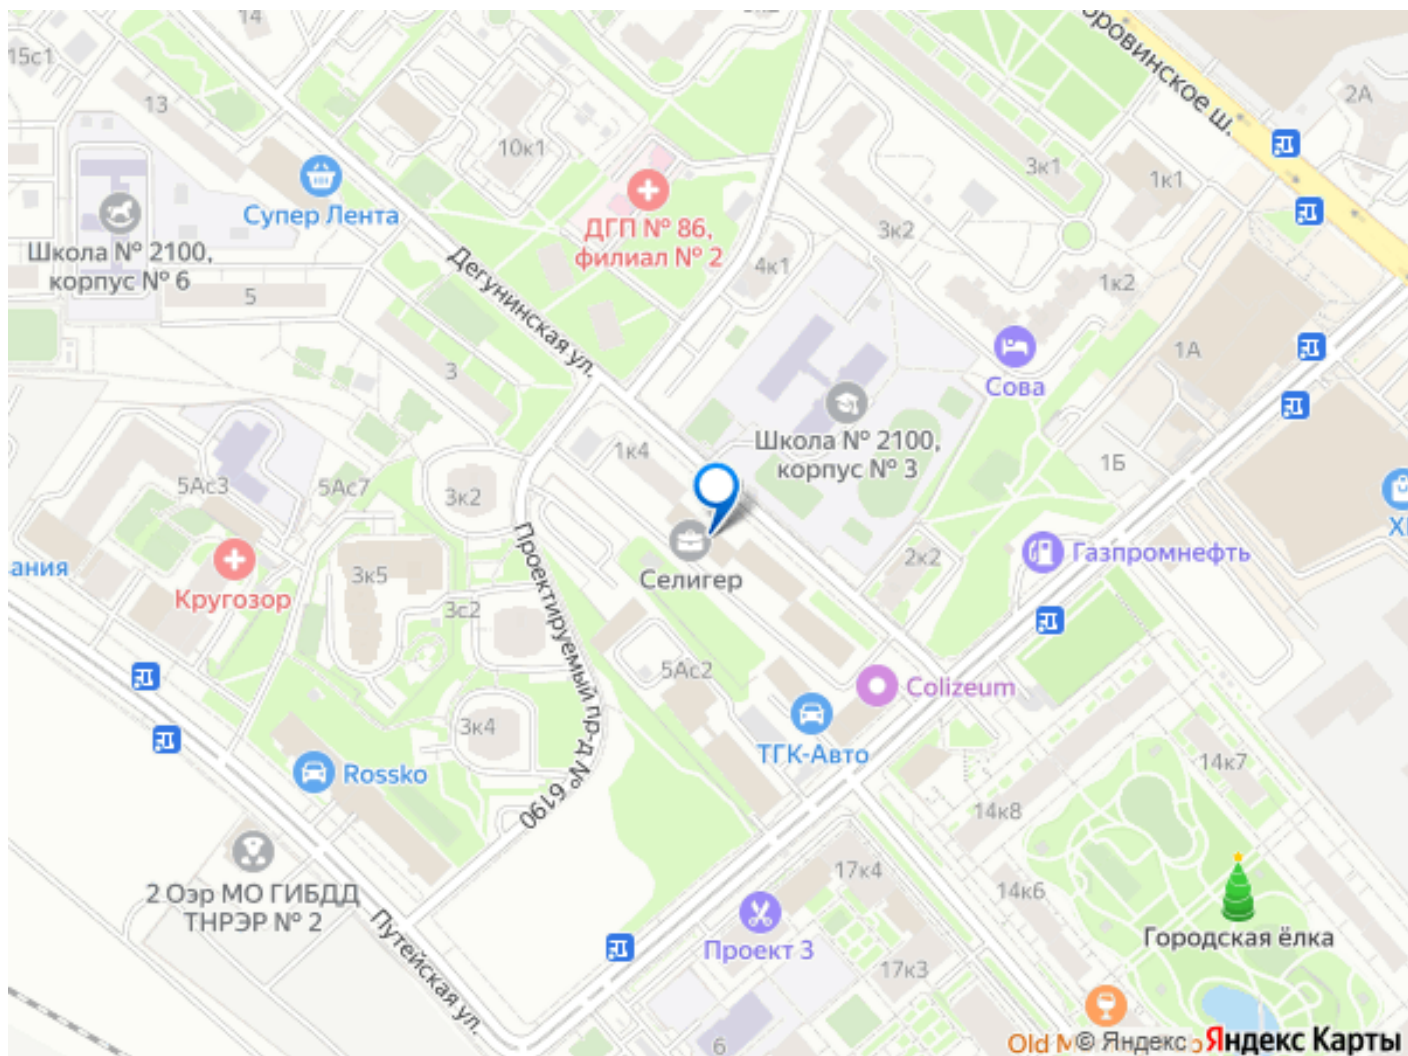 14
15с1
13
Супер Лента
Школа № 2100,
корпус № 6
5
10к1
ДГП № 86,
филиал № 2
4к1
3к2
3к1
1к1
2А
1к2
1А
1Б
Дегунинская ул.
3
Сова
Школа № 2100,
корпус № 3
1к4
5Ас3
5Ас7
3к2
3к5
3с2
3к4
Кругозор
Проектируемый пр-д № 6190
Селигер
2к2
Газпромнефть
5Ас2
Colizeum
ТГК-Авто
Rossko
2 Оэр МО ГИБДД
ТНРЭР № 2
Путейская ул.
14к7
14к8
14к6
17к4
17к3
Проект 3
6
Городская ёлка
Old
© Яндекс
Яндекс Карты